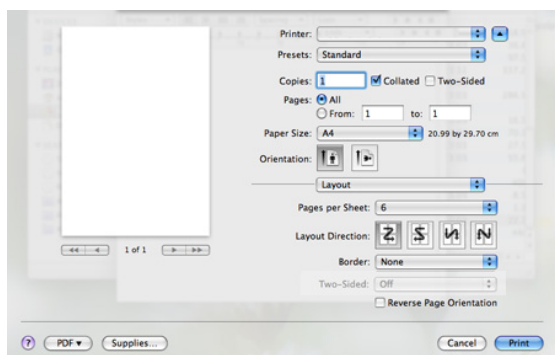 Printer:
Presets: Standard
Copies: 1 Collated Two-Sided
Pages: All
From: 1 to: 1
Paper Size: A4 20.99 by 29.70 cm
Orientation:
Layout
Pages per Sheet: 6
Layout Direction:
Border: None
Two-Sided: Off
Reverse Page Orientation
1 of 1
? PDF Supplies... Cancel Print